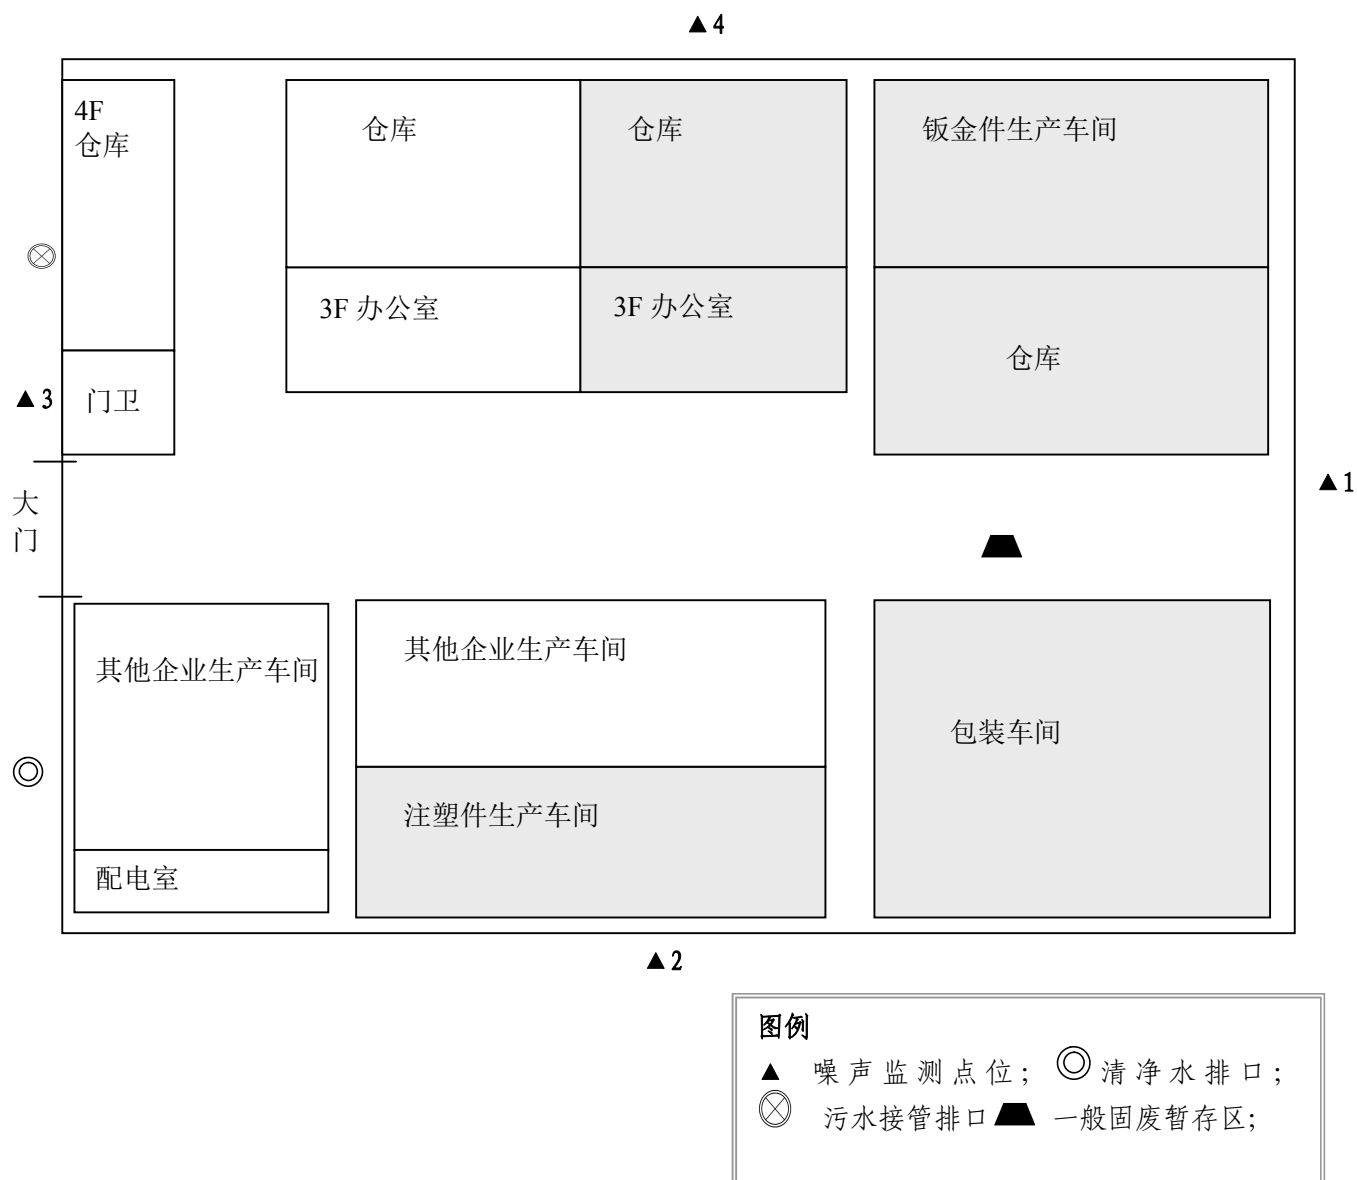 ▲4
4F
仓库
仓库
仓库
钣金件生产车间
3F 办公室
3F 办公室
仓库
▲3
门卫
大
门
▲1
其他企业生产车间
其他企业生产车间
包装车间
注塑件生产车间
配电室
▲2
图例
▲ 噪声监测点位; ◎清净水排口;
⊗ 污水接管排口 一般固废暂存区;